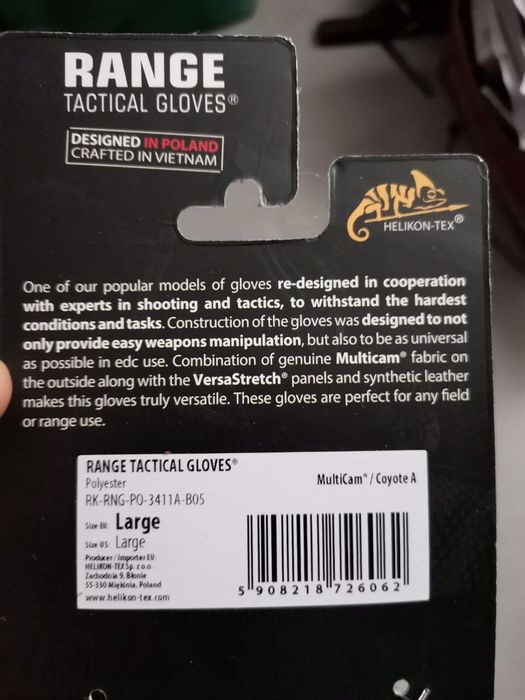 RANGE
TACTICAL GLOVES®
DESIGNED IN POLAND
CRAFTED IN VIETNAM
HELIKON-TEX®
One of our popular models of gloves re-designed in cooperation
with experts in shooting and tactics, to withstand the hardest
conditions and tasks. Construction of the gloves was designed to not
only provide easy weapons manipulation, but also to be as universal
as possible in edc use. Combination of genuine Multicam® fabric on
the outside along with the VersaStretch® panels and synthetic leather
makes this gloves truly versatile. These gloves are perfect for any field
or range use.
RANGE TACTICAL GLOVES®
Polyester
MultiCam® / Coyote A
RK-RNG-PO-3411A-B05
Size EU: Large
Size US: Large
Producer / Importer EU:
HELIKON-TEX Sp. z o.o.
Zachodnia 9, Błonie
55-330 Miękinia, Poland
www.helikon-tex.com
5 908218 726062